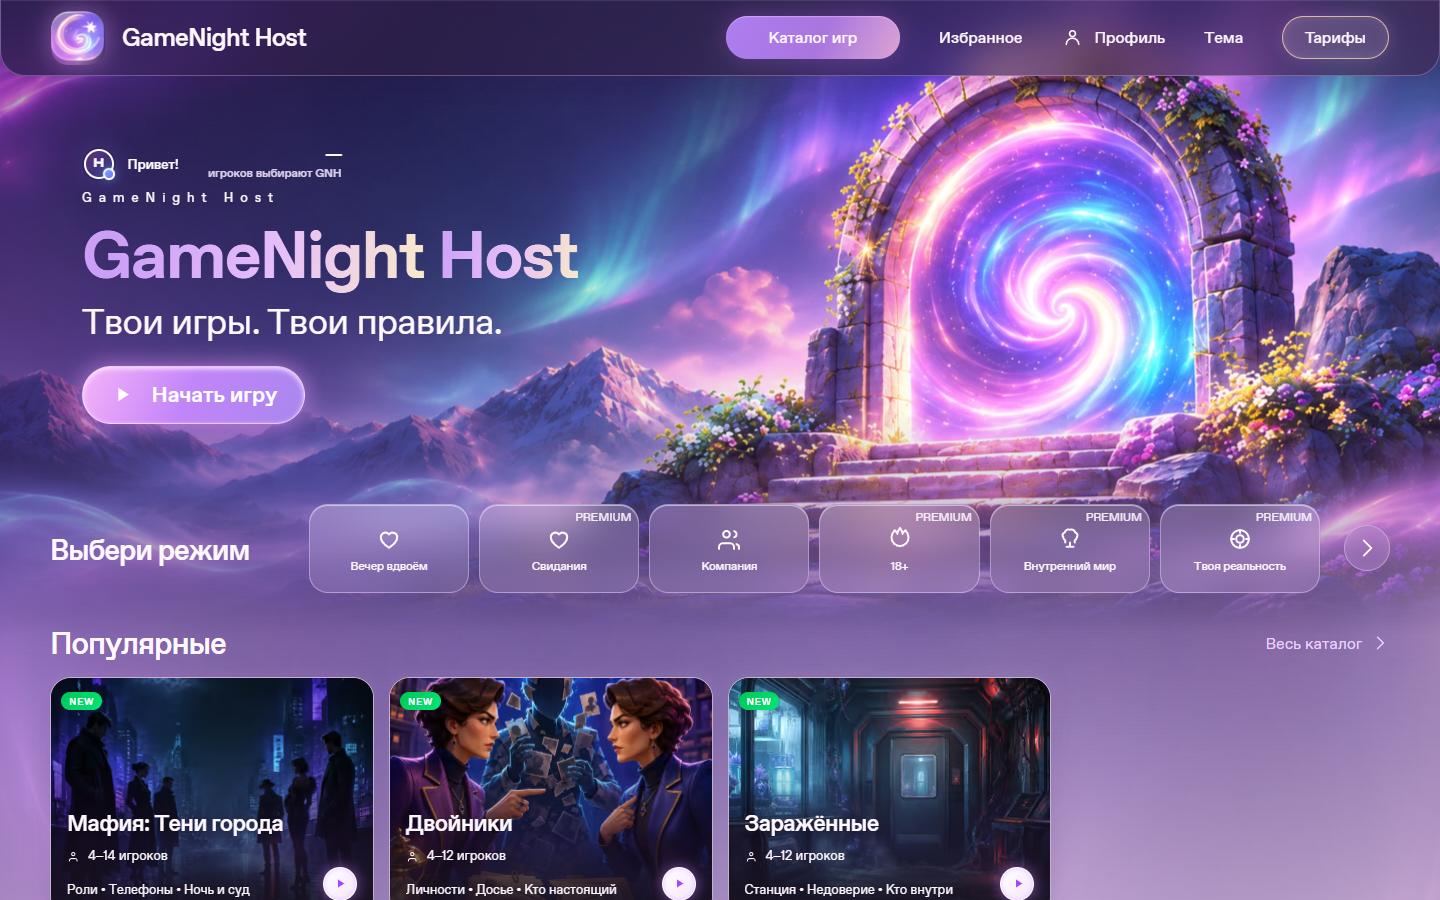 GameNight Host
Каталог игр
Избранное
Профиль
Тема
Тарифы
H
Привет!
—
игроков выбирают GNH
GameNight Host
GameNight Host
Твои игры. Твои правила.
Начать игру
Выбери режим
Вечер вдвоём
PREMIUM
Свидания
Компания
PREMIUM
18+
PREMIUM
Внутренний мир
PREMIUM
Твоя реальность
Популярные
Весь каталог
NEW
Мафия: Тени города
4–14 игроков
Роли • Телефоны • Ночь и суд
NEW
Двойники
4–12 игроков
Личности • Досье • Кто настоящий
NEW
Заражённые
4–12 игроков
Станция • Недоверие • Кто внутри